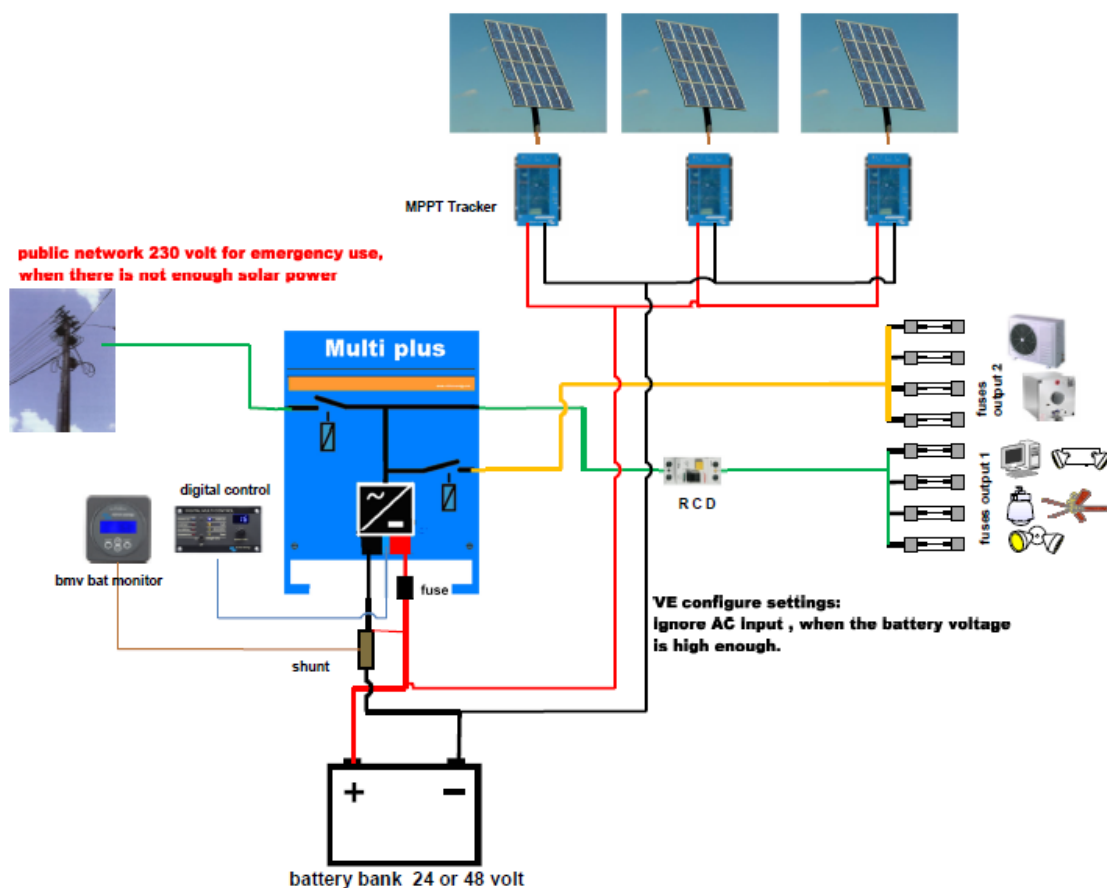 MPPT Tracker
public network 230 volt for emergency use,
when there is not enough solar power
Multi plus
fuses
output 2
digital control
R C D
fuses output 1
bmv bat monitor
fuse
VE configure settings:
ignore AC input , when the battery voltage
is high enough.
shunt
+ −
battery bank 24 or 48 volt